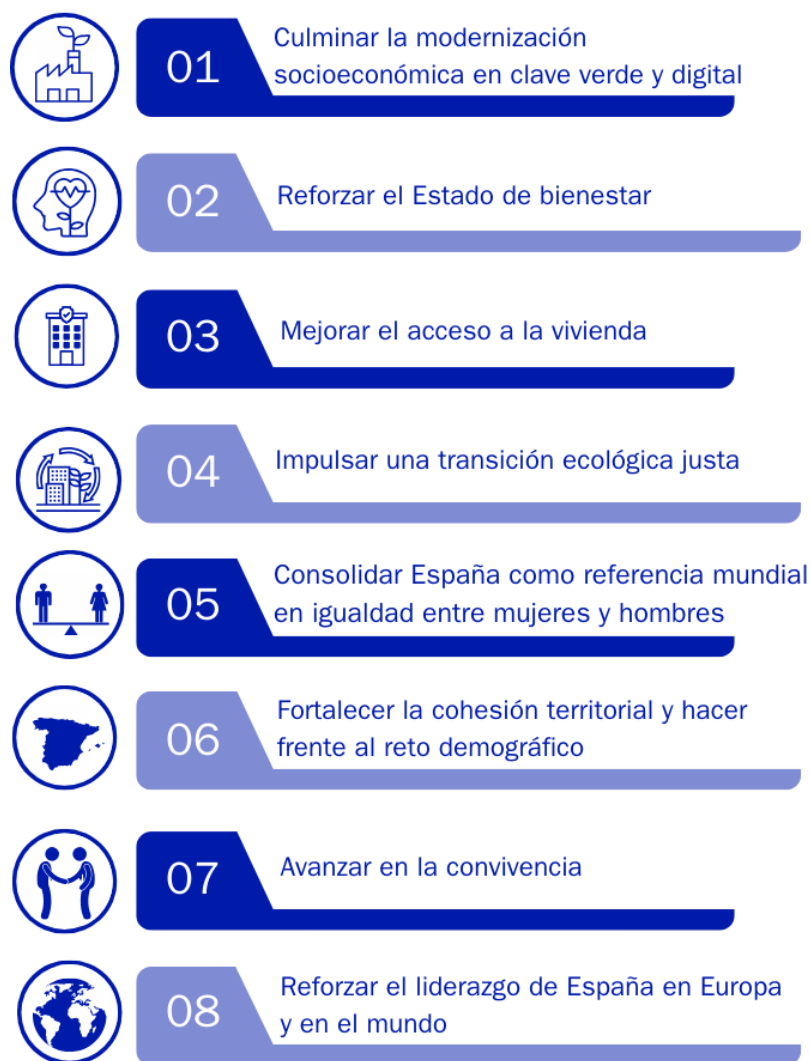 01
Culminar la modernización
socioeconómica en clave verde y digital
02
Reforzar el Estado de bienestar
03
Mejorar el acceso a la vivienda
04
Impulsar una transición ecológica justa
05
Consolidar España como referencia mundial
en igualdad entre mujeres y hombres
06
Fortalecer la cohesión territorial y hacer
frente al reto demográfico
07
Avanzar en la convivencia
08
Reforzar el liderazgo de España en Europa
y en el mundo